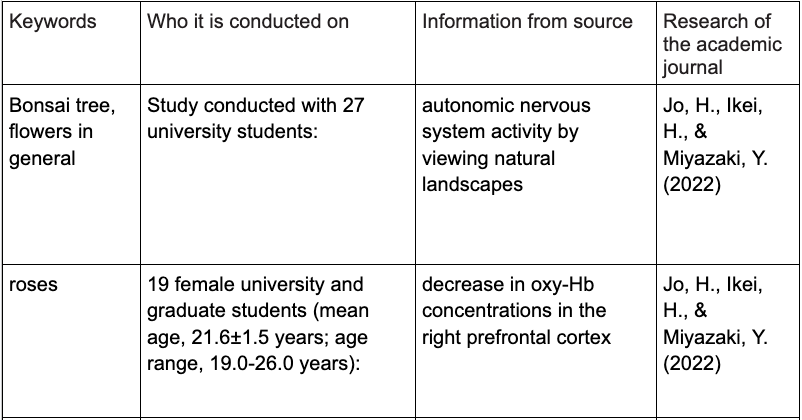 Keywords
Who it is conducted on
Information from source
Research of
the academic
journal
Bonsai tree,
flowers in
general
Study conducted with 27
university students:
autonomic nervous
system activity by
viewing natural
landscapes
Jo, H., Ikei,
H., &
Miyazaki, Y.
(2022)
roses
19 female university and
graduate students (mean
age, 21.6±1.5 years; age
range, 19.0-26.0 years):
decrease in oxy-Hb
concentrations in the
right prefrontal cortex
Jo, H., Ikei,
H., &
Miyazaki, Y.
(2022)